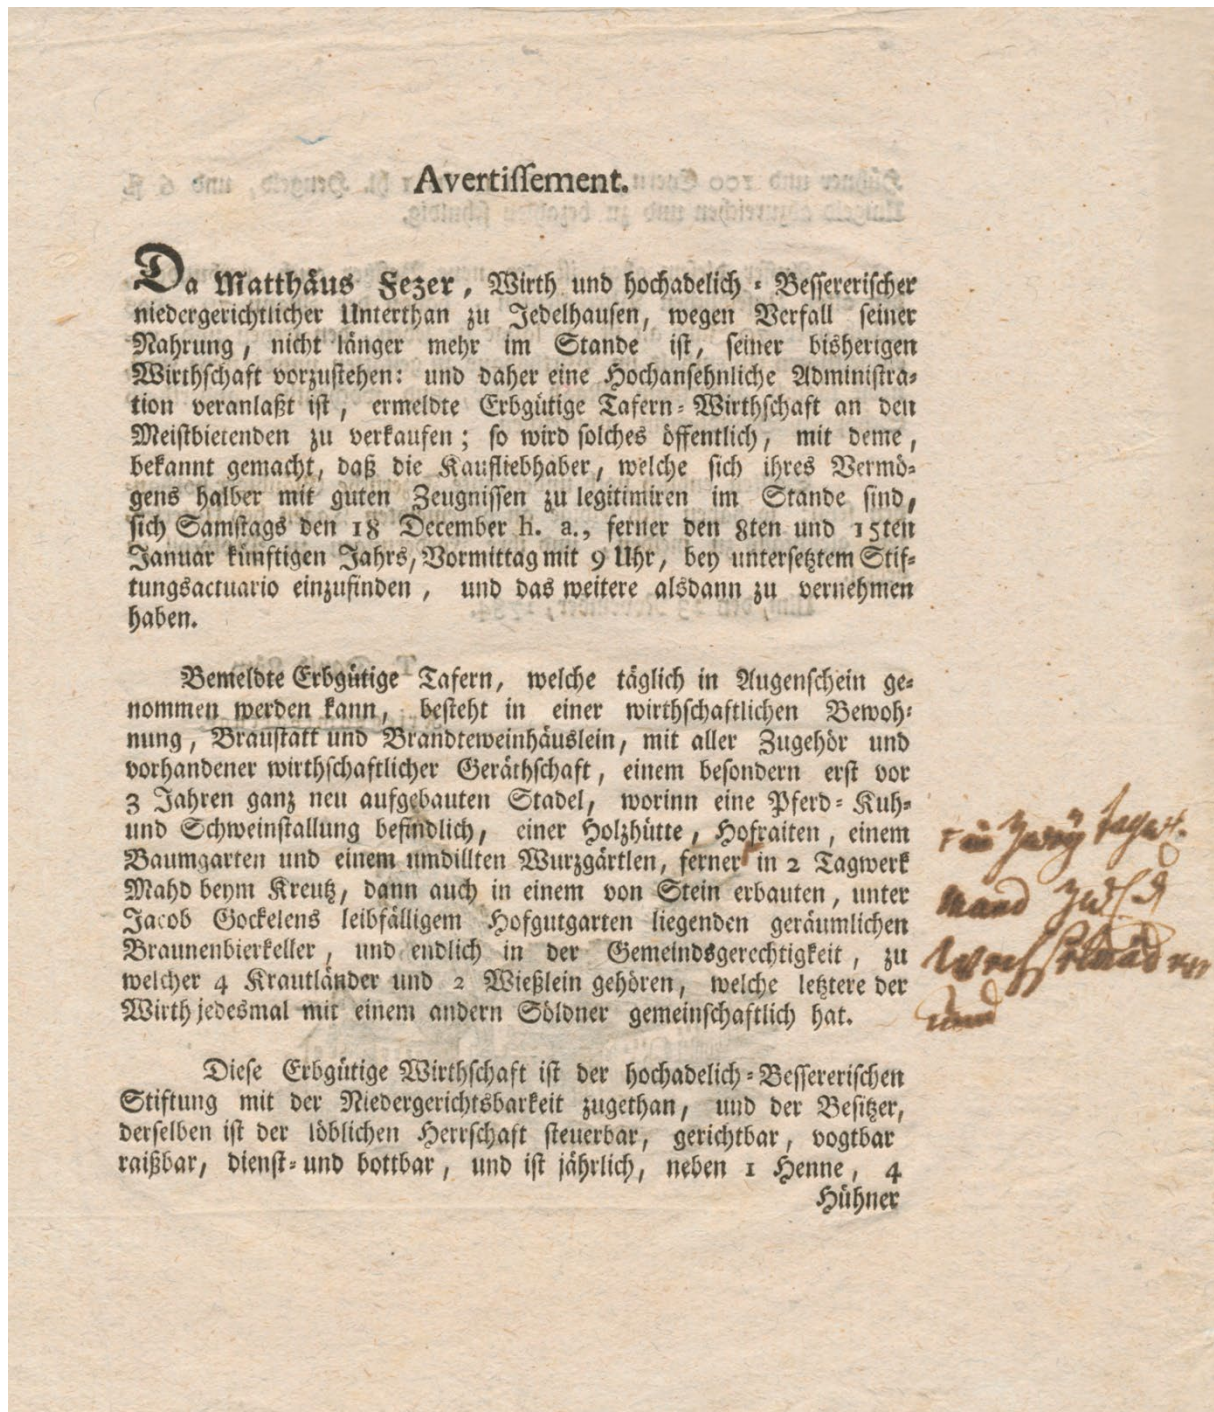 Avertissement.
Da Matthäus Fezer, Wirth und hochadelich-Bessererischer
niedergerichtlicher Unterthan zu Jedelhausen, wegen Verfall seiner
Nahrung, nicht länger mehr im Stande ist, seiner bisherigen
Wirthschaft vorzustehen: und daher eine Hochansehnliche Administra-
tion veranlaßt ist, ermeldte Erbgütige Tafern-Wirthschaft an den
Meistbietenden zu verkaufen; so wird solches öffentlich, mit deme,
bekannt gemacht, daß die Kaufliebhaber, welche sich ihres Vermö-
gens halber mit guten Zeugnissen zu legitimiren im Stande sind,
sich Samstags den 18 December h. a., ferner den 8ten und 15ten
Januar künftigen Jahrs, Vormittag mit 9 Uhr, bey untersetztem Stif-
tungsactuario einzufinden, und das weitere alsdann zu vernehmen
haben.
Bemeldte Erbgütige Tafern, welche täglich in Augenschein ge-
nommen werden kann, besteht in einer wirthschaftlichen Bewoh-
nung, Braustatt und Brandteweinhäuslein, mit aller Zugehör und
vorhandener wirthschaftlicher Geräthschaft, einem besondern erst vor
3 Jahren ganz neu aufgebauten Stadel, worinn eine Pferd-Kuh-
und Schweinstallung befindlich, einer Holzhütte, Hofraiten, einem
Baumgarten und einem umdillten Wurzgärtlen, ferner in 2 Tagwerk
Mahd beym Kreutz, dann auch in einem von Stein erbauten, unter
Jacob Gockelens leibfälligem Hofgutgarten liegenden geräumlichen
Braunenbierkeller, und endlich in der Gemeindsgerechtigkeit, zu
welcher 4 Krautländer und 2 Wießlein gehören, welche letztere der
Wirth jedesmal mit einem andern Söldner gemeinschaftlich hat.
Diese Erbgütige Wirthschaft ist der hochadelich-Bessererischen
Stiftung mit der Niedergerichtsbarkeit zugethan, und der Besitzer,
derselben ist der löblichen Herrschaft steuerbar, gerichtbar, vogtbar
raißbar, dienst-und bottbar, und ist jährlich, neben 1 Henne, 4
Hühner